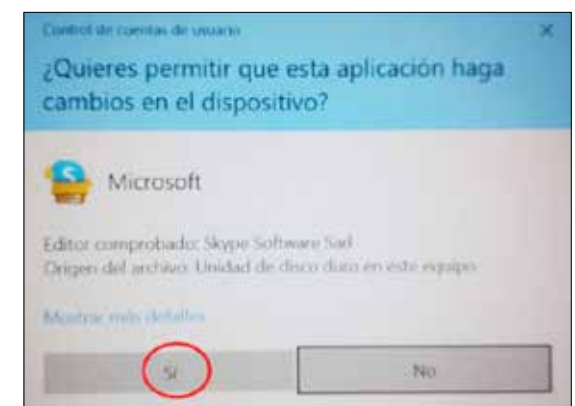 Control de cuentas de usuario
¿Quieres permitir que esta aplicación haga
cambios en el dispositivo?
Microsoft
Editor comprobado: Skype Software Sarl
Origen del archivo: Unidad de disco duro en este equipo
Mostrar más detalles
Sí
No